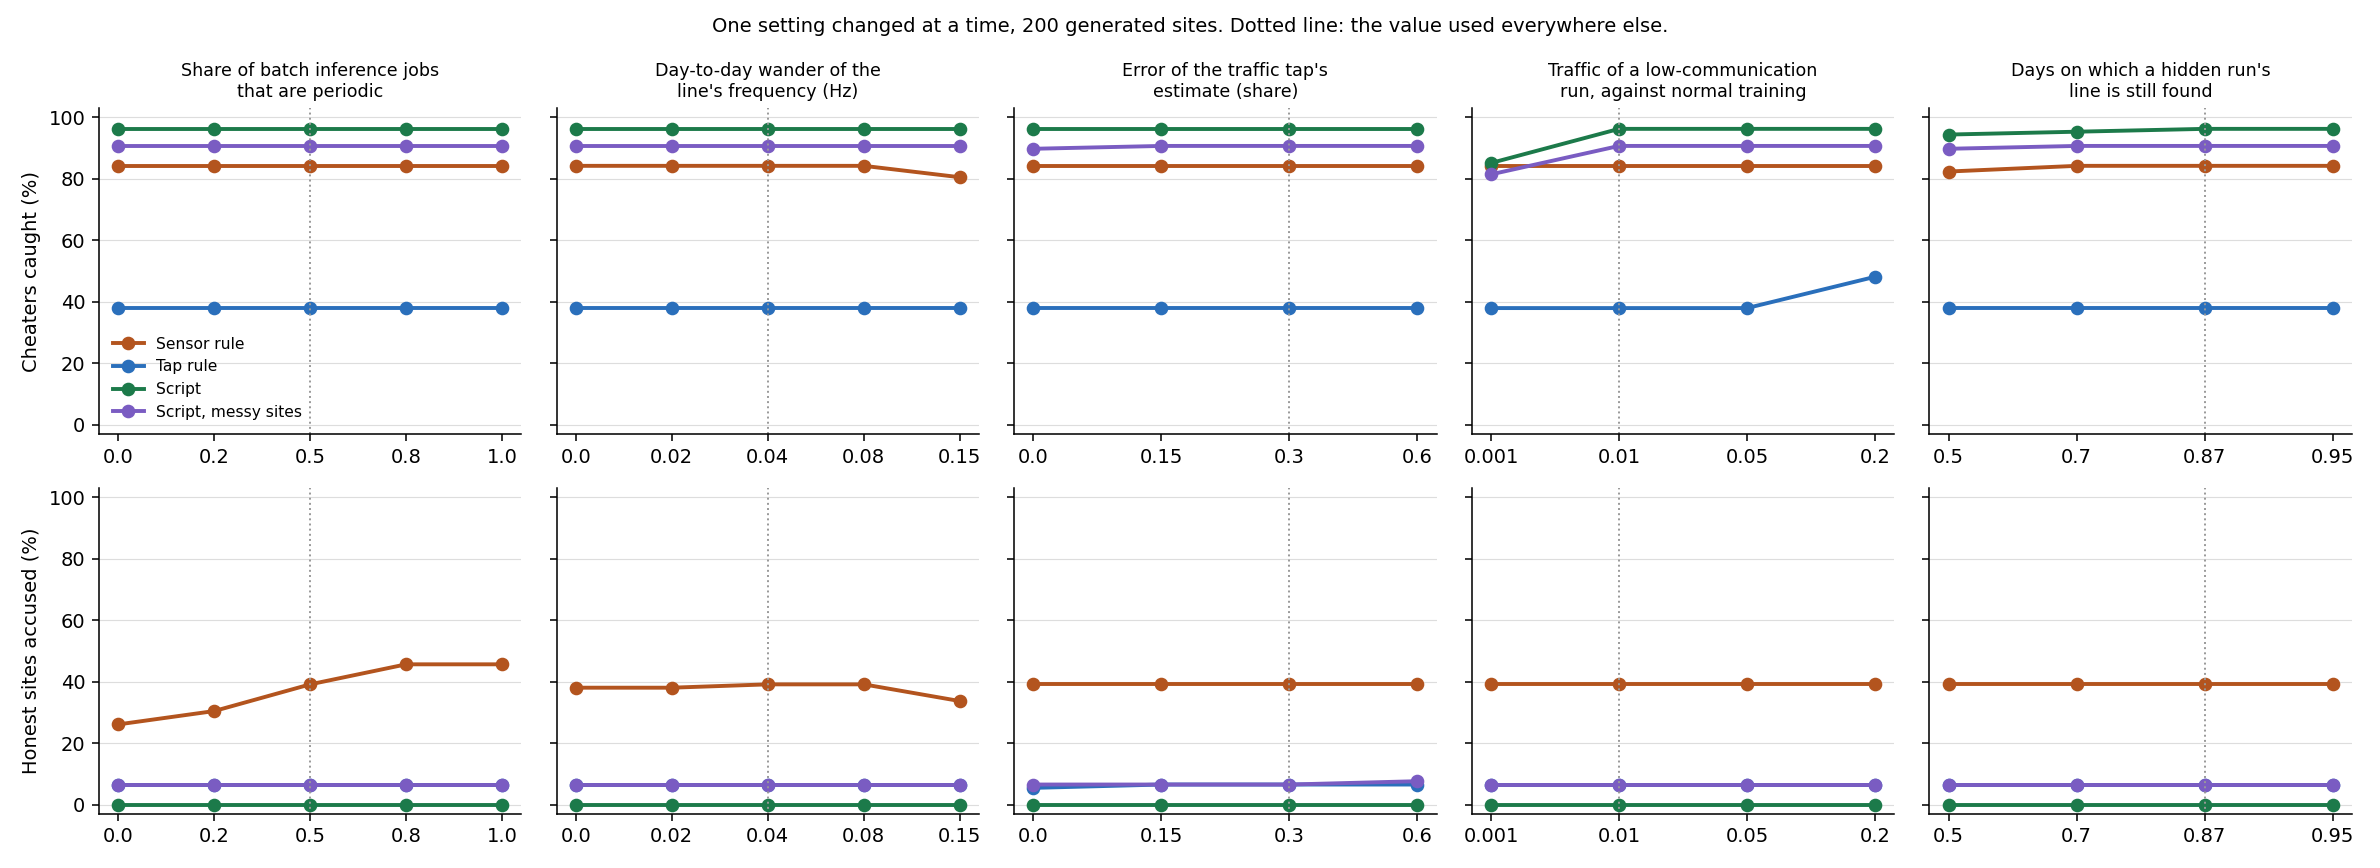 One setting changed at a time, 200 generated sites. Dotted line: the value used everywhere else.
Share of batch inference jobs
that are periodic
Day-to-day wander of the
line's frequency (Hz)
Error of the traffic tap's
estimate (share)
Traffic of a low-communication
run, against normal training
Days on which a hidden run's
line is still found
Cheaters caught (%)
100
80
60
40
20
0
Sensor rule
Tap rule
Script
Script, messy sites
0.0 0.2 0.5 0.8 1.0
0.0 0.02 0.04 0.08 0.15
0.0 0.15 0.3 0.6
0.001 0.01 0.05 0.2
0.5 0.7 0.87 0.95
Honest sites accused (%)
100
80
60
40
20
0
0.0 0.2 0.5 0.8 1.0
0.0 0.02 0.04 0.08 0.15
0.0 0.15 0.3 0.6
0.001 0.01 0.05 0.2
0.5 0.7 0.87 0.95